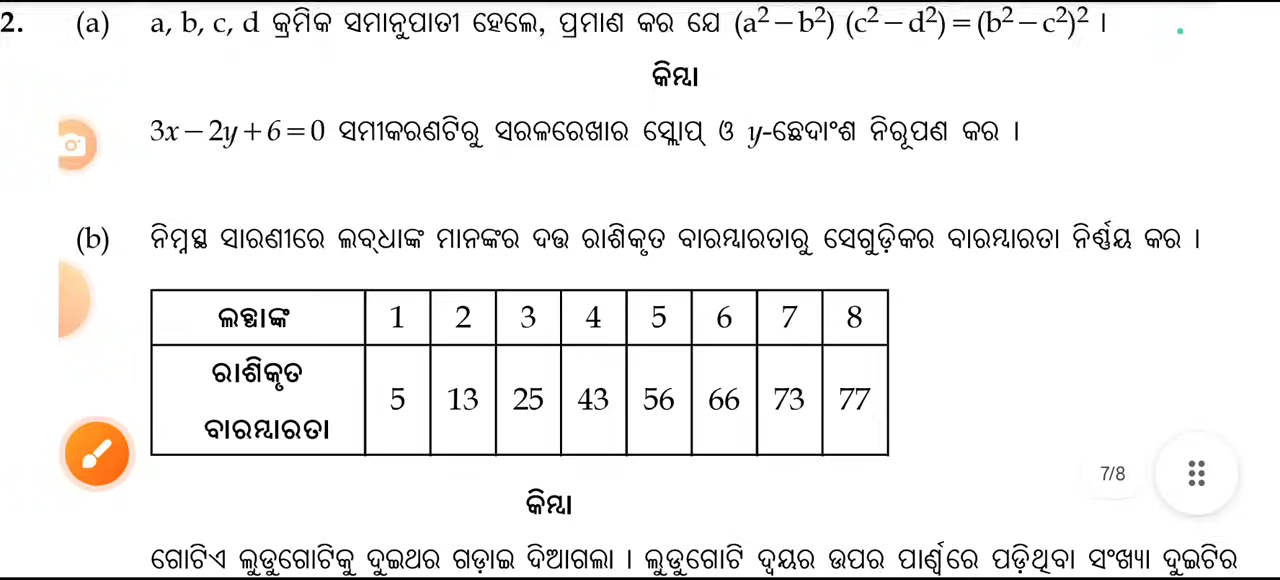 2. (a) a, b, c, d କ୍ରମିକ ସମାନୁପାତୀ ହେଲେ, ପ୍ରମାଣ କର ଯେ (a² − b²) (c² − d²) = (b² − c²)² ।
କିମ୍ବା
3x − 2y + 6 = 0 ସମୀକରଣଟିରୁ ସରଳରେଖାର ସ୍ଲୋପ୍ ଓ y-ଛେଦାଂଶ ନିରୂପଣ କର ।
(b) ନିମ୍ନସ୍ଥ ସାରଣୀରେ ଲବ୍ଧାଙ୍କ ମାନଙ୍କର ଦତ୍ତ ରାଶିକୃତ ବାରମ୍ବାରତାରୁ ସେଗୁଡ଼ିକର ବାରମ୍ବାରତା ନିର୍ଣ୍ଣୟ କର ।
ଲବ୍ଧାଙ୍କ 1 2 3 4 5 6 7 8
ରାଶିକୃତ
ବାରମ୍ବାରତା 5 13 25 43 56 66 73 77
7/8
କିମ୍ବା
ଗୋଟିଏ ଲୁଡୁଗୋଟିକୁ ଦୁଇଥର ଗଡ଼ାଇ ଦିଆଗଲା । ଲୁଡୁଗୋଟି ଦ୍ଵୟର ଉପର ପାର୍ଶ୍ଵରେ ପଡ଼ିଥିବା ସଂଖ୍ୟା ଦୁଇଟିର